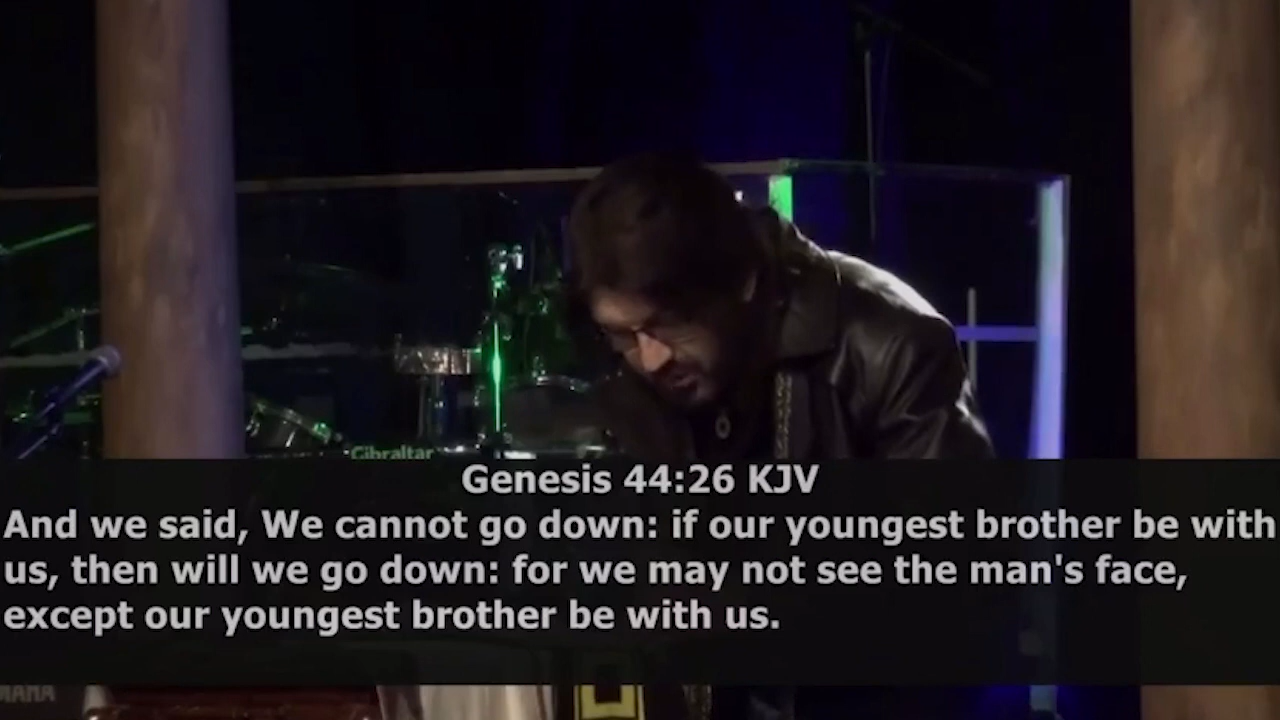 Gibraltar
Genesis 44:26 KJV
And we said, We cannot go down: if our youngest brother be with
us, then will we go down: for we may not see the man's face,
except our youngest brother be with us.